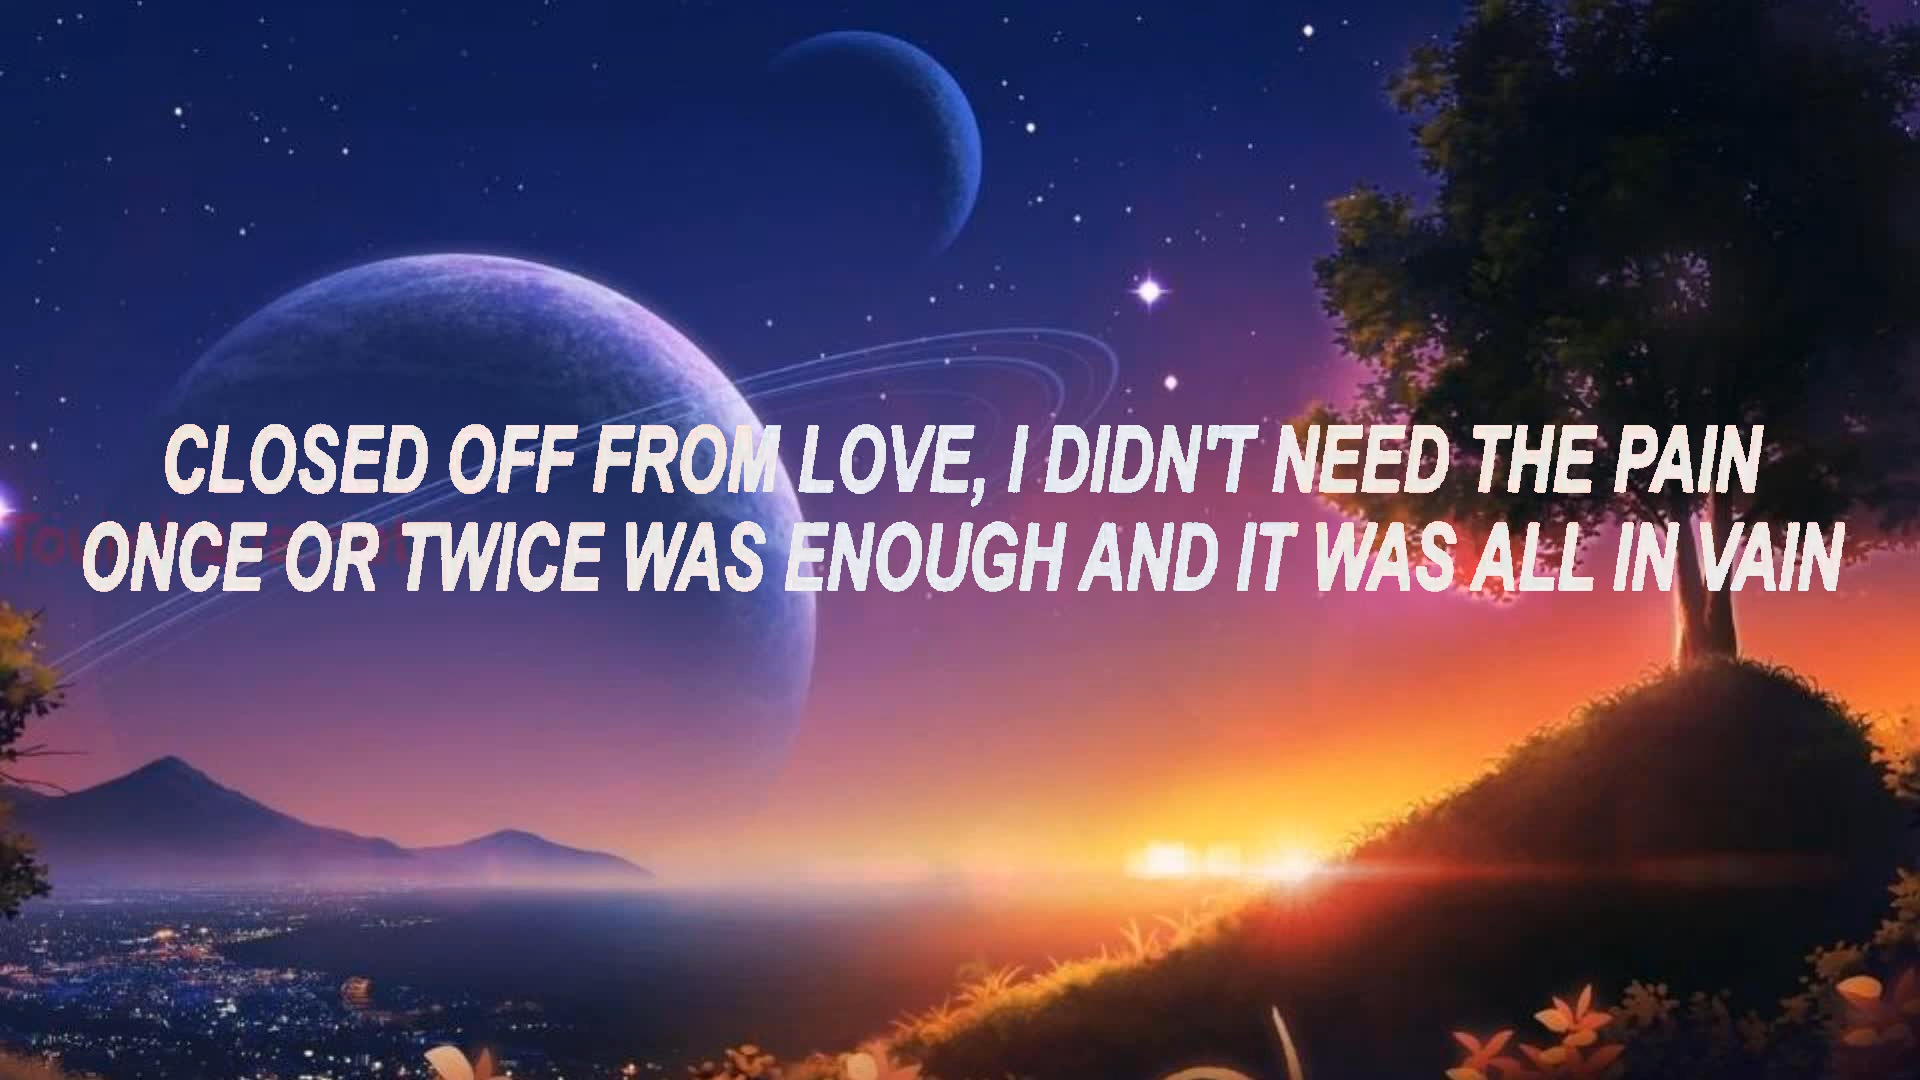 CLOSED OFF FROM LOVE, I DIDN'T NEED THE PAIN
ONCE OR TWICE WAS ENOUGH AND IT WAS ALL IN VAIN